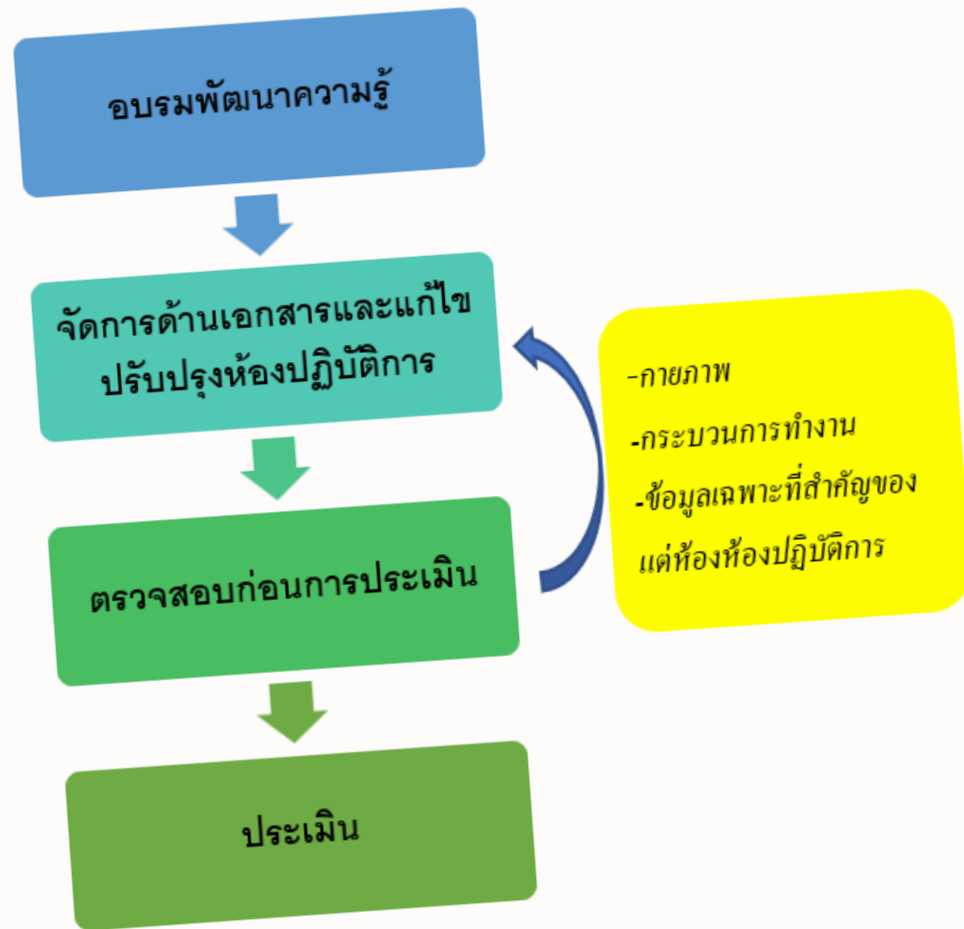 อบรมพัฒนาความรู้
จัดการด้านเอกสารและแก้ไข
ปรับปรุงห้องปฏิบัติการ
ตรวจสอบก่อนการประเมิน
ประเมิน
-กายภาพ
-กระบวนการทำงาน
-ข้อมูลเฉพาะที่สำคัญของ
แต่ห้องห้องปฏิบัติการ